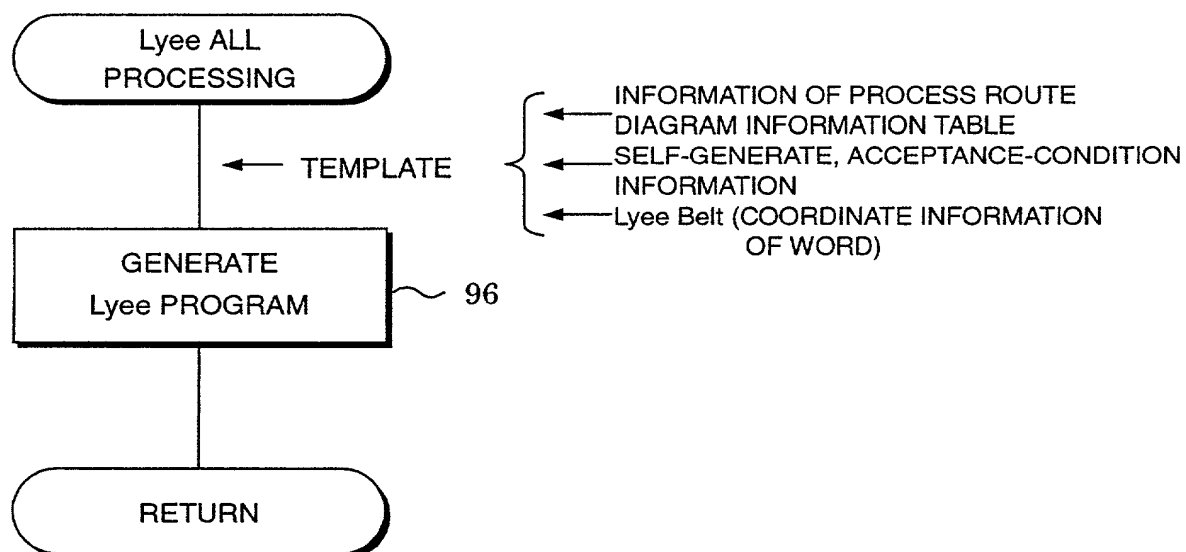 Lyee ALL
PROCESSING
TEMPLATE
INFORMATION OF PROCESS ROUTE
DIAGRAM INFORMATION TABLE
SELF-GENERATE, ACCEPTANCE-CONDITION
INFORMATION
Lyee Belt (COORDINATE INFORMATION
OF WORD)
GENERATE
Lyee PROGRAM
96
RETURN